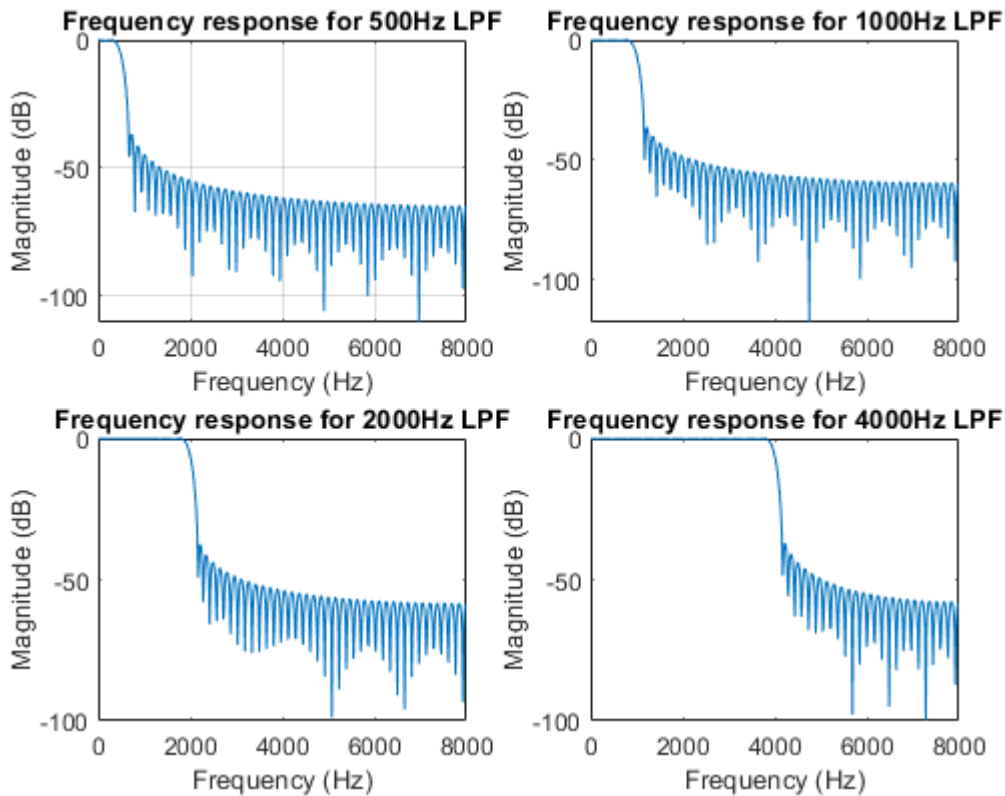 Frequency response for 500Hz LPF
0
-50
-100
Magnitude (dB)
0 2000 4000 6000 8000
Frequency (Hz)
Frequency response for 1000Hz LPF
0
-50
-100
Magnitude (dB)
0 2000 4000 6000 8000
Frequency (Hz)
Frequency response for 2000Hz LPF
0
-50
-100
Magnitude (dB)
0 2000 4000 6000 8000
Frequency (Hz)
Frequency response for 4000Hz LPF
0
-50
-100
Magnitude (dB)
0 2000 4000 6000 8000
Frequency (Hz)